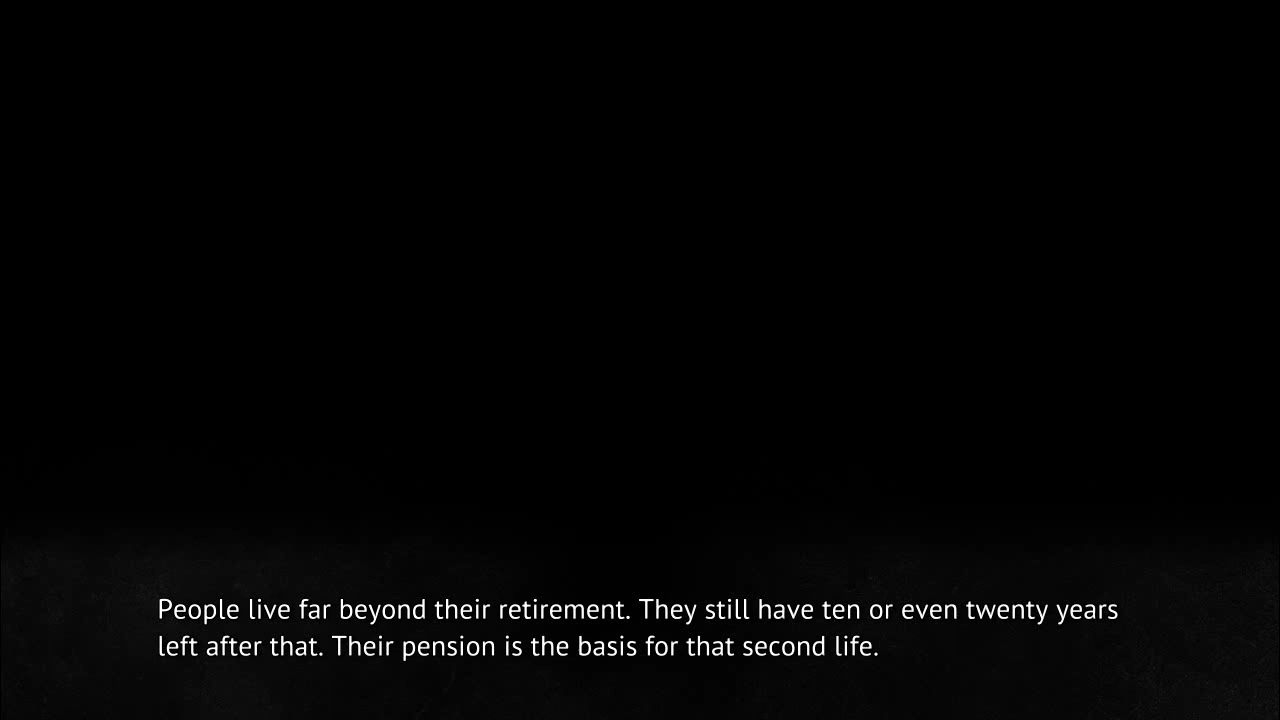 People live far beyond their retirement. They still have ten or even twenty years
left after that. Their pension is the basis for that second life.